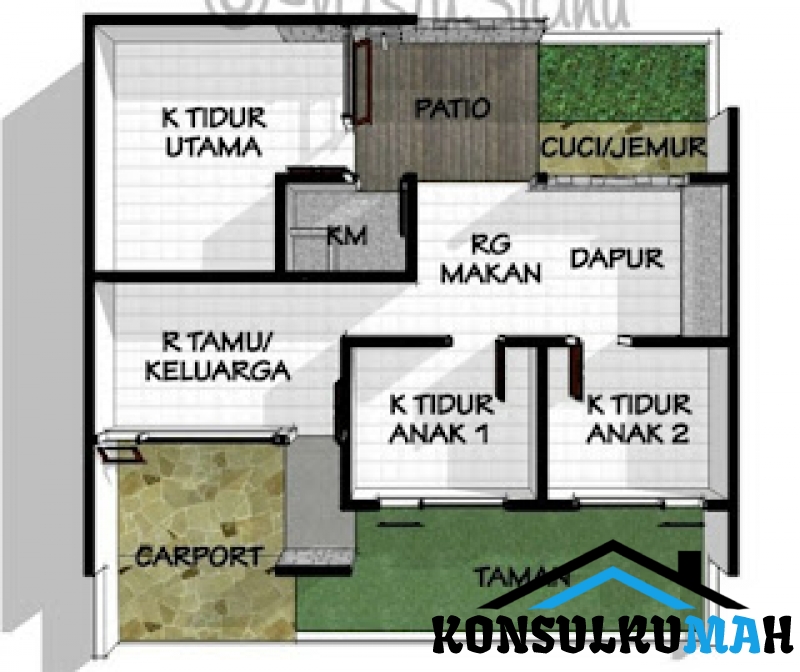 K TIDUR
UTAMA
PATIO
CUCI/JEMUR
KM
RG
MAKAN
DAPUR
R TAMU/
KELUARGA
K TIDUR
ANAK 1
K TIDUR
ANAK 2
CARPORT
TAMAN
KONSULRUMAH